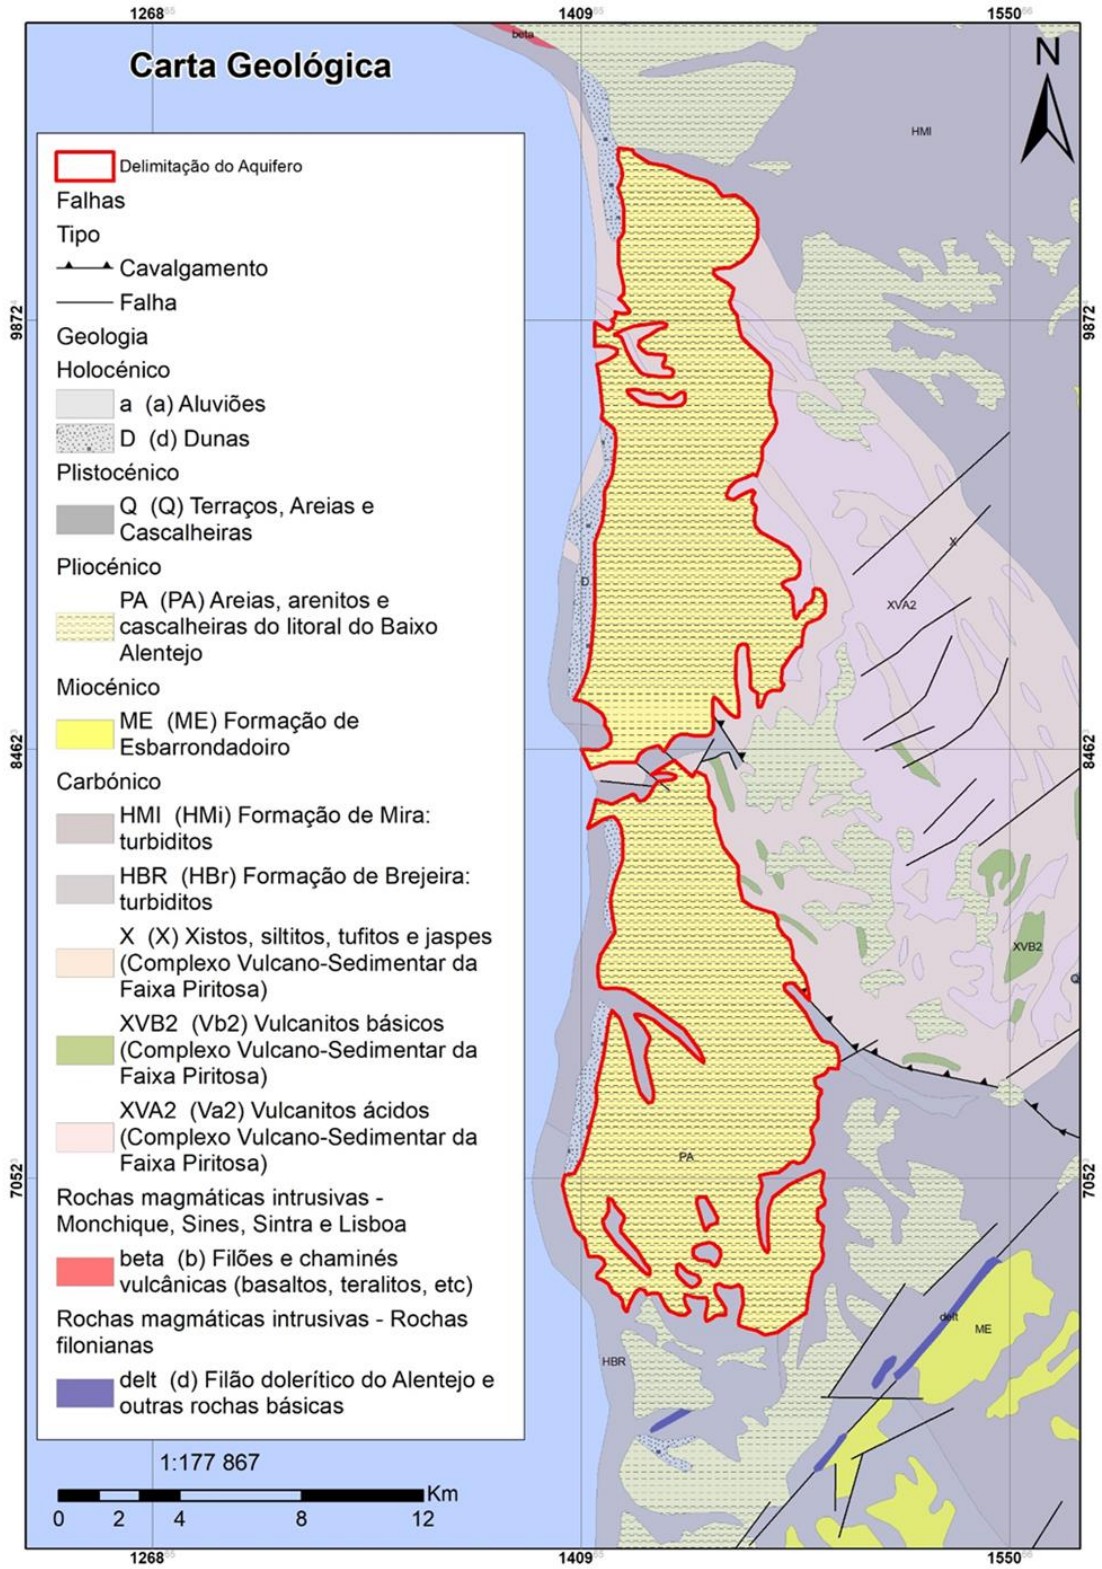 1268
1409
1550
Carta Geológica
N
beta
HMI
Delimitação do Aquifero
Falhas
Tipo
Cavalgamento
Falha
Geologia
Holocénico
a (a) Aluviões
D (d) Dunas
Plistocénico
Q (Q) Terraços, Areias e
Cascalheiras
Pliocénico
PA (PA) Areias, arenitos e
cascalheiras do litoral do Baixo
Alentejo
Miocénico
ME (ME) Formação de
Esbarrondadoiro
Carbónico
HMI (HMi) Formação de Mira:
turbiditos
HBR (HBr) Formação de Brejeira:
turbiditos
X (X) Xistos, siltitos, tufitos e jaspes
(Complexo Vulcano-Sedimentar da
Faixa Piritosa)
XVB2 (Vb2) Vulcanitos básicos
(Complexo Vulcano-Sedimentar da
Faixa Piritosa)
XVA2 (Va2) Vulcanitos ácidos
(Complexo Vulcano-Sedimentar da
Faixa Piritosa)
Rochas magmáticas intrusivas -
Monchique, Sines, Sintra e Lisboa
beta (b) Filões e chaminés
vulcânicas (basaltos, teralitos, etc)
Rochas magmáticas intrusivas - Rochas
filonianas
delt (d) Filão dolerítico do Alentejo e
outras rochas básicas
1:177 867
Km
0 2 4 8 12
9872
9872
X
D
XVA2
8462
8462
XVB2
PA
7052
7052
delt
ME
HBR
1268
1409
1550